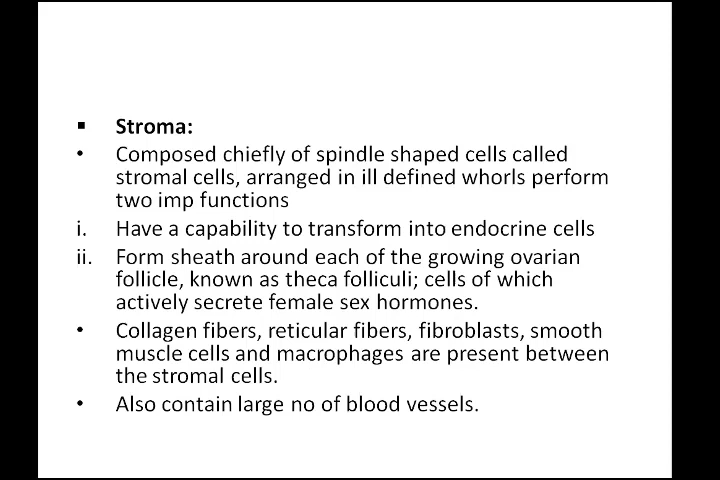 ▪ Stroma:
• Composed chiefly of spindle shaped cells called
stromal cells, arranged in ill defined whorls perform
two imp functions
i. Have a capability to transform into endocrine cells
ii. Form sheath around each of the growing ovarian
follicle, known as theca folliculi; cells of which
actively secrete female sex hormones.
• Collagen fibers, reticular fibers, fibroblasts, smooth
muscle cells and macrophages are present between
the stromal cells.
• Also contain large no of blood vessels.